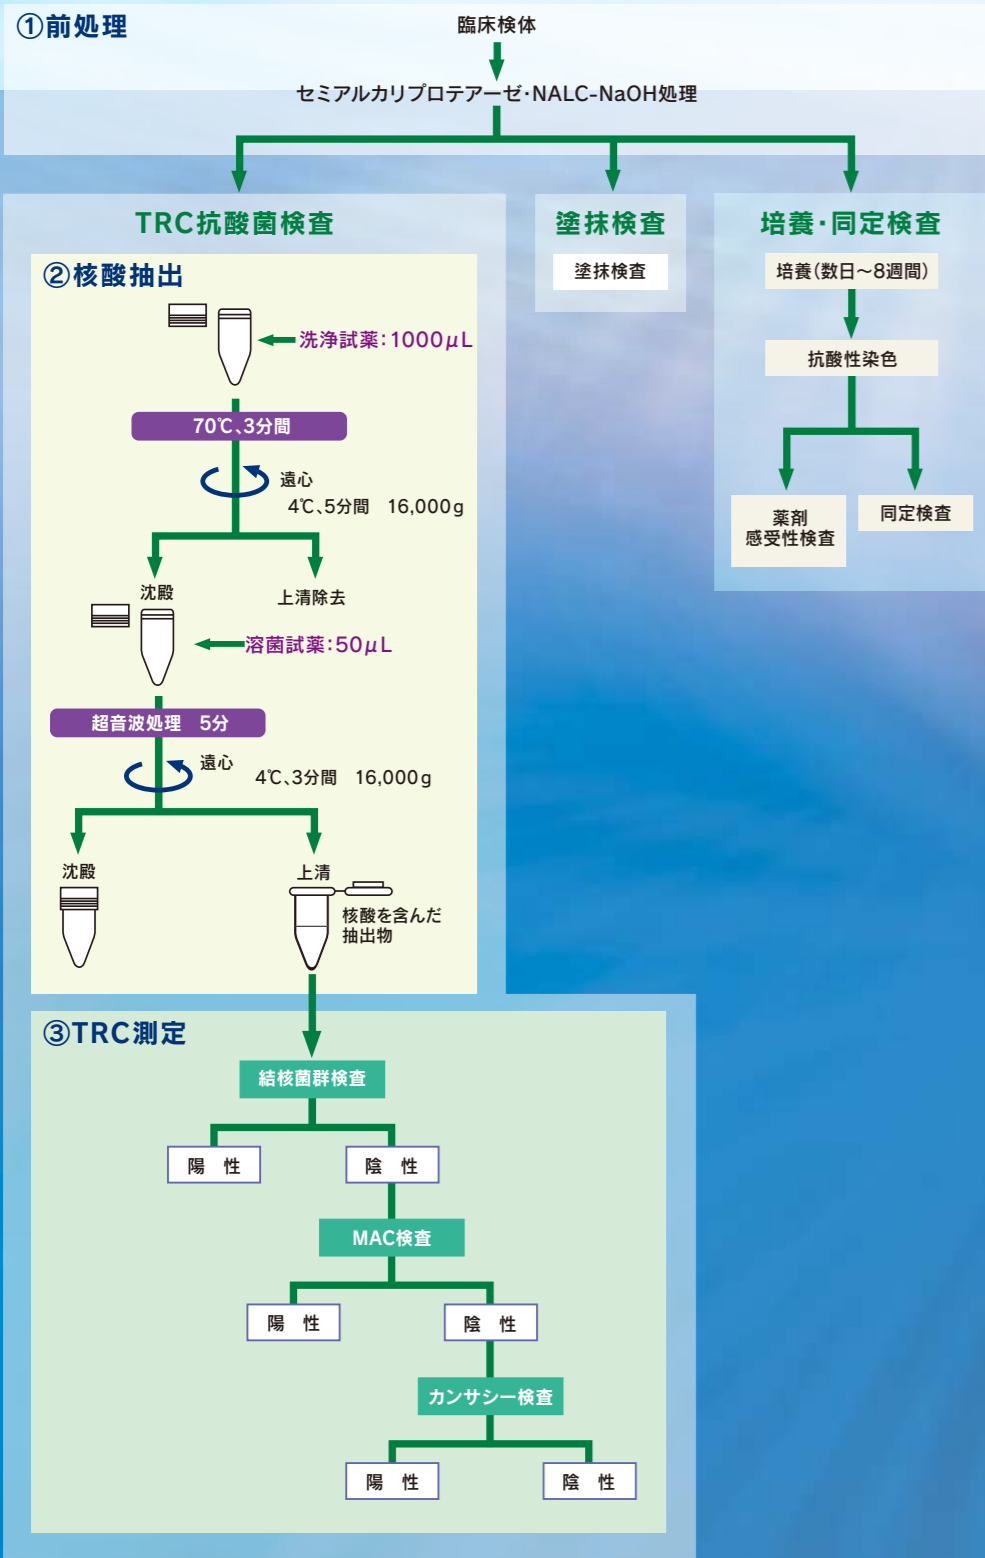 ①前処理
臨床検体
セミアルカリプロテアーゼ・NALC-NaOH処理
TRC抗酸菌検査
②核酸抽出
洗浄試薬：1000μL
70℃、3分間
遠心
4℃、5分間　16,000g
沈殿
上清除去
溶菌試薬：50μL
超音波処理　5分
遠心
4℃、3分間　16,000g
沈殿
上清
核酸を含んだ
抽出物
③TRC測定
結核菌群検査
陽　性
陰　性
MAC検査
陽　性
陰　性
カンサシー検査
陽　性
陰　性
塗抹検査
塗抹検査
培養・同定検査
培養（数日〜8週間）
抗酸性染色
薬剤
感受性検査
同定検査